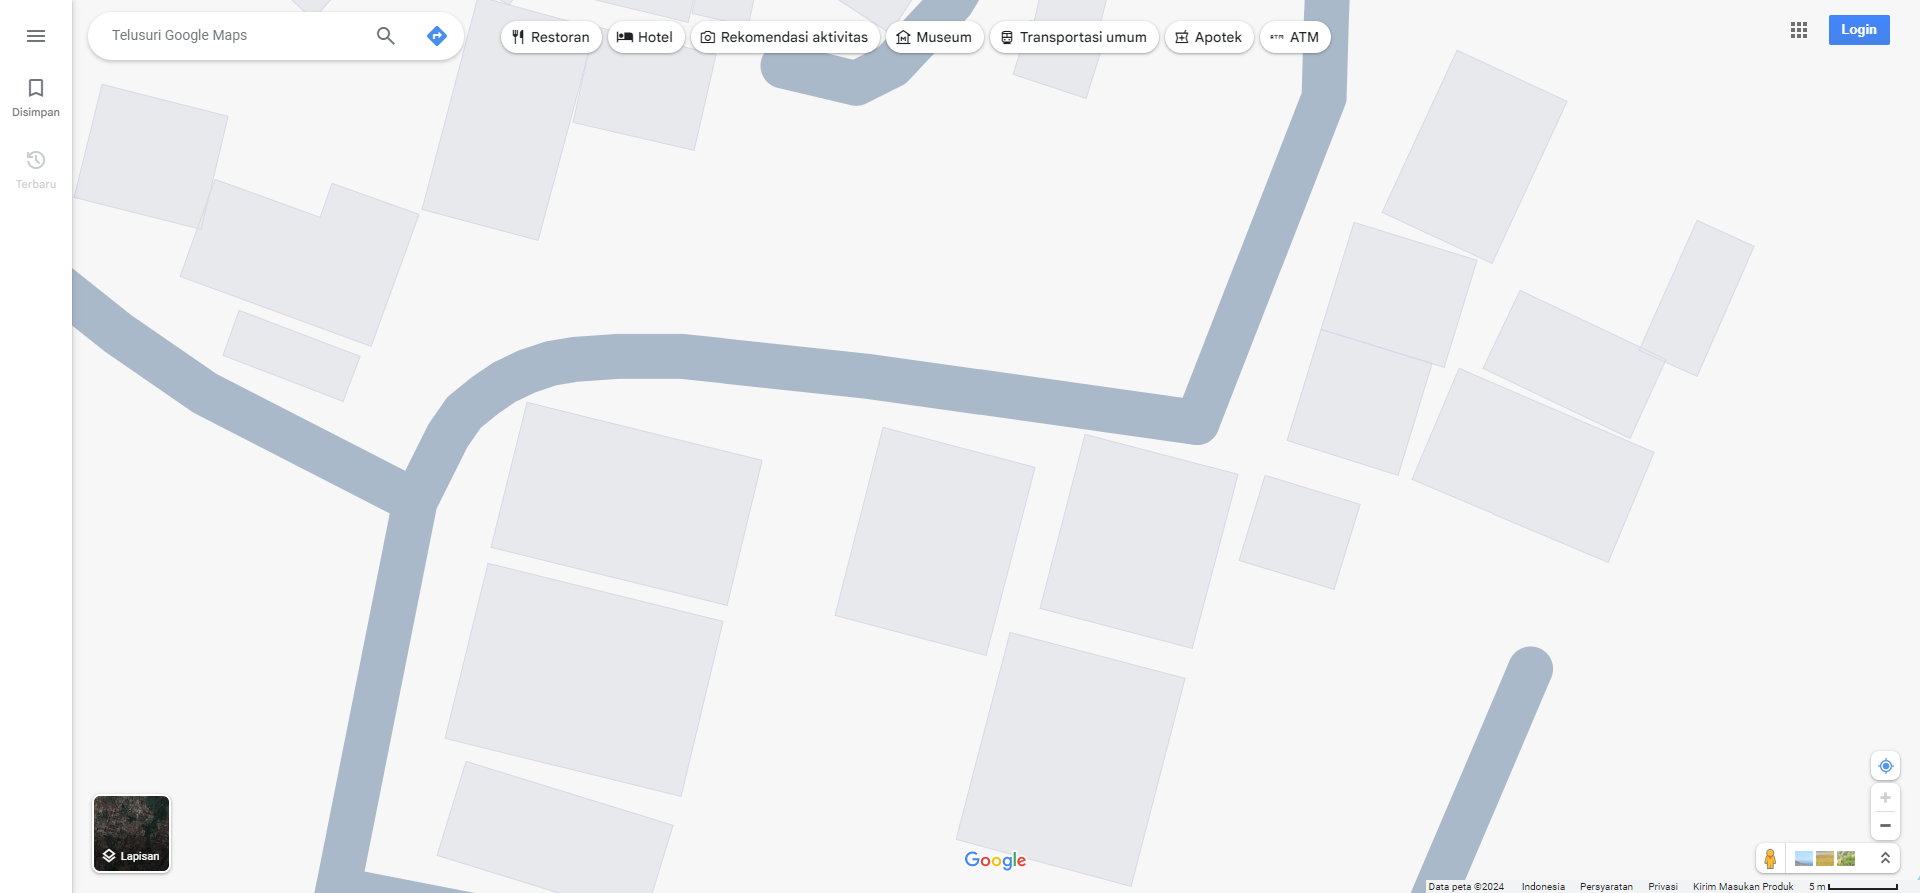 Telusuri Google Maps
Restoran
Hotel
Rekomendasi aktivitas
Museum
Transportasi umum
Apotek
ATM
Login
Disimpan
Terbaru
Lapisan
Google
Data peta ©2024 Indonesia Persyaratan Privasi Kirim Masukan Produk 5 m